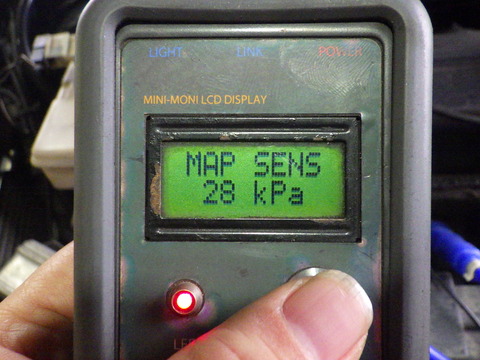 LIGHT LINK POWER
MINI-MONI LCD DISPLAY
MAP SENS
28 kPa